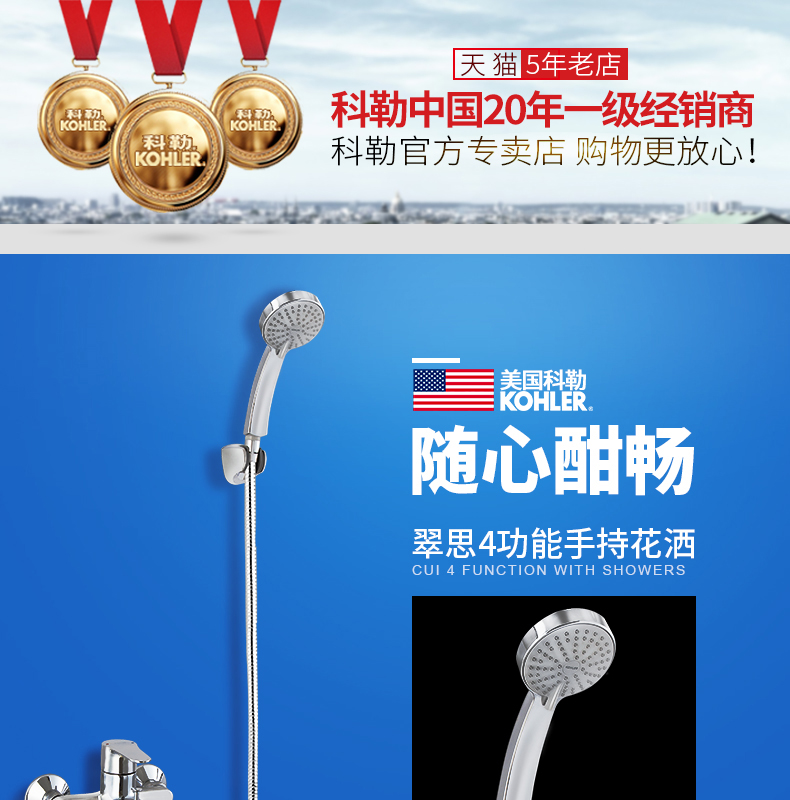 天猫 5年老店
科勒中国20年一级经销商
科勒官方专卖店 购物更放心！
科勒
KOHLER.
科勒
KOHLER.
科勒
KOHLER.
美国科勒
KOHLER®
随心酣畅
翠思4功能手持花洒
CUI 4 FUNCTION WITH SHOWERS